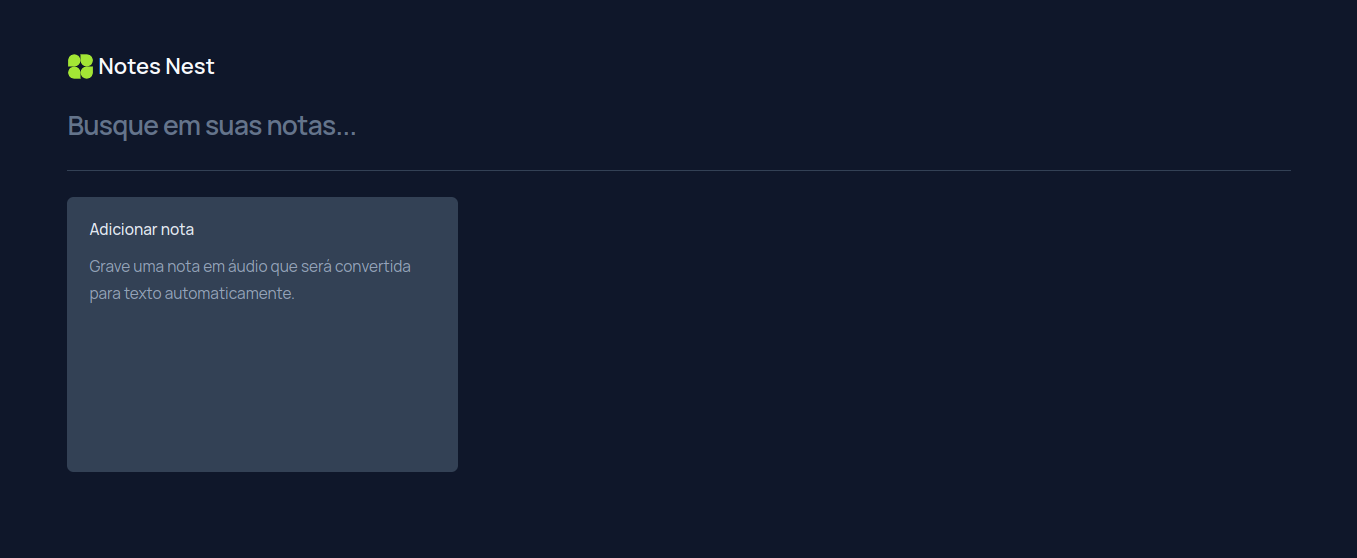 Notes Nest
Busque em suas notas...
Adicionar nota
Grave uma nota em áudio que será convertida
para texto automaticamente.